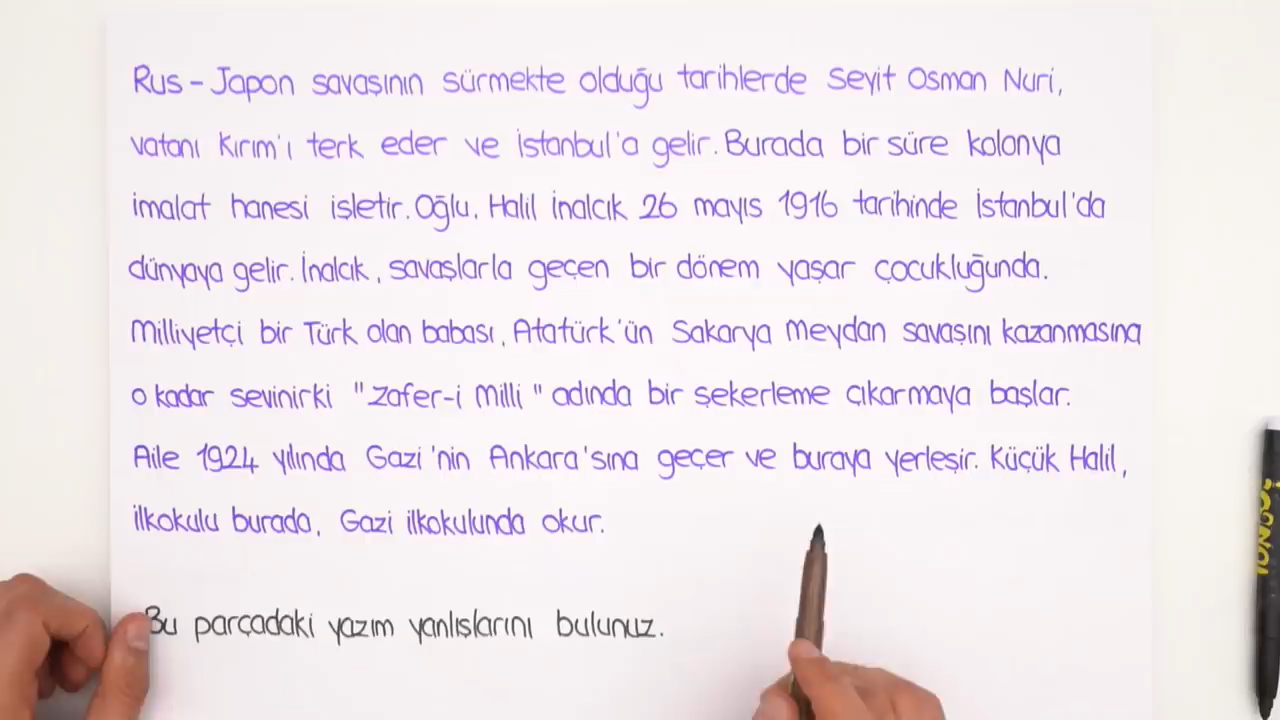 Rus - Japon savaşının sürmekte olduğu tarihlerde Seyit Osman Nuri,
vatanı Kırım'ı terk eder ve İstanbul'a gelir. Burada bir süre kolonya
imalat hanesi işletir. Oğlu, Halil İnalcık 26 mayıs 1916 tarihinde İstanbul'da
dünyaya gelir. İnalcık, savaşlarla geçen bir dönem yaşar çocukluğunda.
Milliyetçi bir Türk olan babası, Atatürk'ün Sakarya Meydan savaşını kazanmasına
o kadar sevinirki "Zafer-i Milli" adında bir şekerleme çıkarmaya başlar.
Aile 1924 yılında Gazi'nin Ankara'sına geçer ve buraya yerleşir. Küçük Halil,
ilkokulu burada, Gazi ilkokulunda okur.
Bu parçadaki yazım yanlışlarını bulunuz.